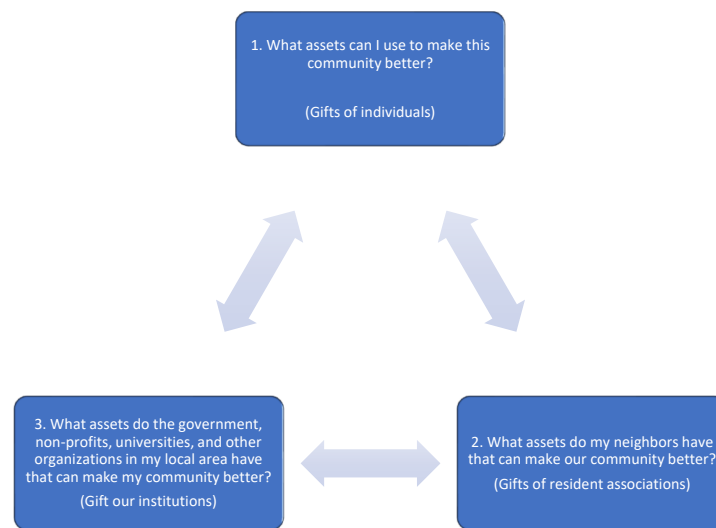 1. What assets can I use to make this
community better?
(Gifts of individuals)
3. What assets do the government,
non-profits, universities, and other
organizations in my local area have
that can make my community better?
(Gift our institutions)
2. What assets do my neighbors have
that can make our community better?
(Gifts of resident associations)